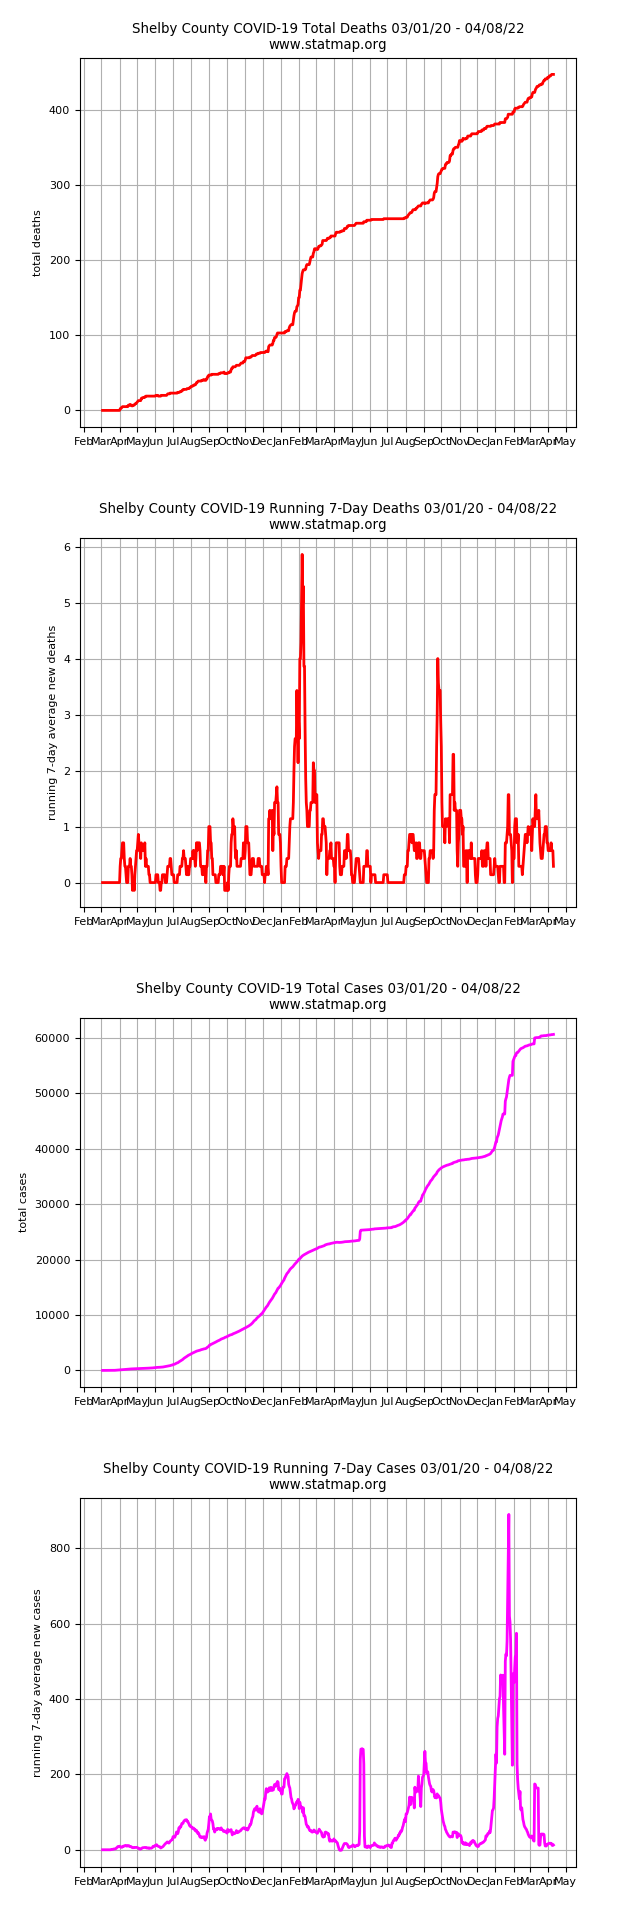 Shelby County COVID-19 Total Deaths 03/01/20 - 04/08/22
www.statmap.org
400
300
200
100
0
total deaths
Feb Mar Apr May Jun Jul Aug Sep Oct Nov Dec Jan Feb Mar Apr May Jun Jul Aug Sep Oct Nov Dec Jan Feb Mar Apr May
Shelby County COVID-19 Running 7-Day Deaths 03/01/20 - 04/08/22
www.statmap.org
6
5
4
3
2
1
0
running 7-day average new deaths
Feb Mar Apr May Jun Jul Aug Sep Oct Nov Dec Jan Feb Mar Apr May Jun Jul Aug Sep Oct Nov Dec Jan Feb Mar Apr May
Shelby County COVID-19 Total Cases 03/01/20 - 04/08/22
www.statmap.org
60000
50000
40000
30000
20000
10000
0
total cases
Feb Mar Apr May Jun Jul Aug Sep Oct Nov Dec Jan Feb Mar Apr May Jun Jul Aug Sep Oct Nov Dec Jan Feb Mar Apr May
Shelby County COVID-19 Running 7-Day Cases 03/01/20 - 04/08/22
www.statmap.org
800
600
400
200
0
running 7-day average new cases
Feb Mar Apr May Jun Jul Aug Sep Oct Nov Dec Jan Feb Mar Apr May Jun Jul Aug Sep Oct Nov Dec Jan Feb Mar Apr May